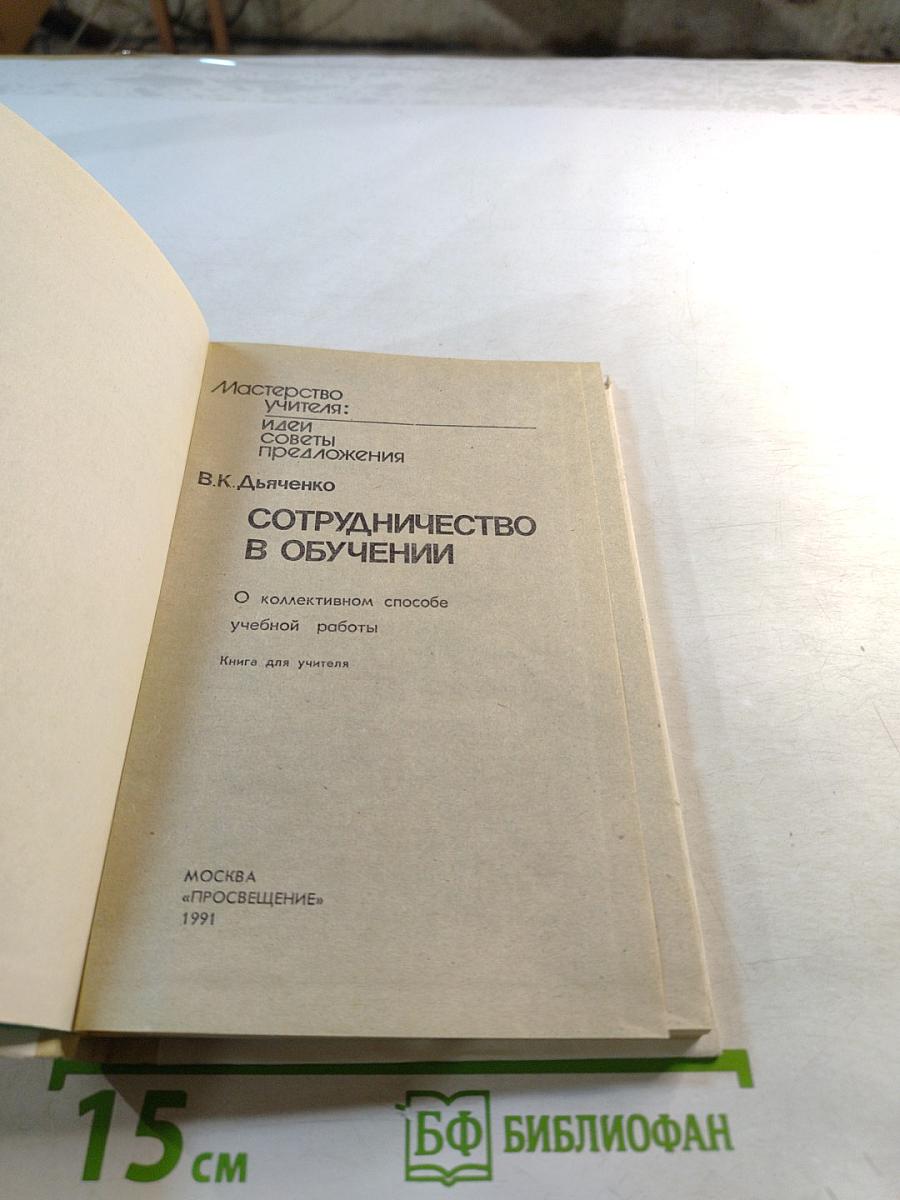 Мастерство
учителя:
идеи
советы
предложения
В.К.Дьяченко
СОТРУДНИЧЕСТВО
В ОБУЧЕНИИ
О коллективном способе
учебной работы
Книга для учителя
МОСКВА
«ПРОСВЕЩЕНИЕ»
1991
15 см
БФ БИБЛИОФАН